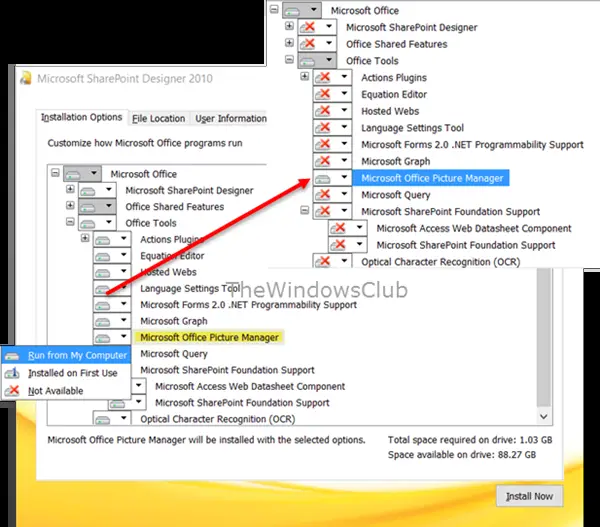 Microsoft Office
Microsoft SharePoint Designer
Office Shared Features
Office Tools
Actions Plugins
Equation Editor
Hosted Webs
Language Settings Tool
Microsoft Forms 2.0 .NET Programmability Support
Microsoft Graph
Microsoft Office Picture Manager
Microsoft Query
Microsoft SharePoint Foundation Support
Microsoft Access Web Datasheet Component
Microsoft SharePoint Foundation Support
Optical Character Recognition (OCR)
Microsoft SharePoint Designer 2010
Installation Options File Location User Information
Customize how Microsoft Office programs run
Microsoft Office
Microsoft SharePoint Designer
Office Shared Features
Office Tools
Actions Plugins
Equation Editor
Hosted Webs
Language Settings Tool
TheWindowsClub
Microsoft Forms 2.0 .NET Programmability Support
Microsoft Graph
Microsoft Office Picture Manager
Run from My Computer
Microsoft Query
Installed on First Use
Microsoft SharePoint Foundation Support
Not Available
Microsoft Access Web Datasheet Component
Microsoft SharePoint Foundation Support
Optical Character Recognition (OCR)
Microsoft Office Picture Manager will be installed with the selected options.
Total space required on drive: 1.03 GB
Space available on drive: 88.27 GB
Install Now